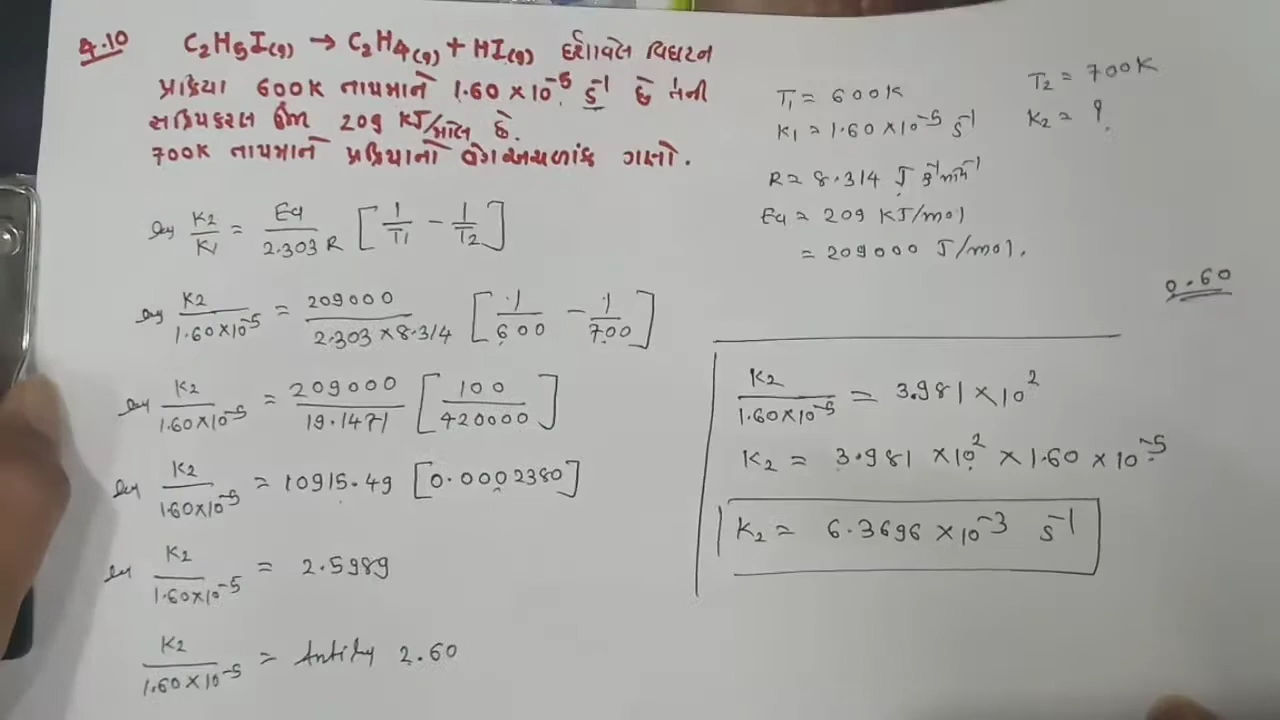 4.10 C₂H₅I(g) → C₂H₄(g) + HI(g) દર્શાવેલ વિઘટન
પ્રક્રિયા 600K તાપમાને 1.60 × 10⁻⁵ S⁻¹ છે તેની
સક્રિયકરણ ઊર્જા 209 KJ/મોલ છે.
700K તાપમાને પ્રક્રિયાનો વેગ અચળાંક ગણો.
log K₂/K₁ = Ea/2.303 R [1/T₁ − 1/T₂]
log K₂/1.60×10⁻⁵ = 209000/2.303×8.314 [1/600 − 1/700]
log K₂/1.60×10⁻⁵ = 209000/19.1471 [100/420000]
log K₂/1.60×10⁻⁵ = 10915.49 [0.0002380]
log K₂/1.60×10⁻⁵ = 2.5989
K₂/1.60×10⁻⁵ = Antilog 2.60
T₁ = 600K
T₂ = 700K
K₁ = 1.60×10⁻⁵ S⁻¹
K₂ = ?
R = 8.314 J
Ea = 209 KJ/mol
= 209000 J/mol.
0.60
K₂/1.60×10⁻⁵ = 3.981 × 10²
K₂ = 3.981 × 10² × 1.60 × 10⁻⁵
K₂ = 6.3696 × 10⁻³ S⁻¹